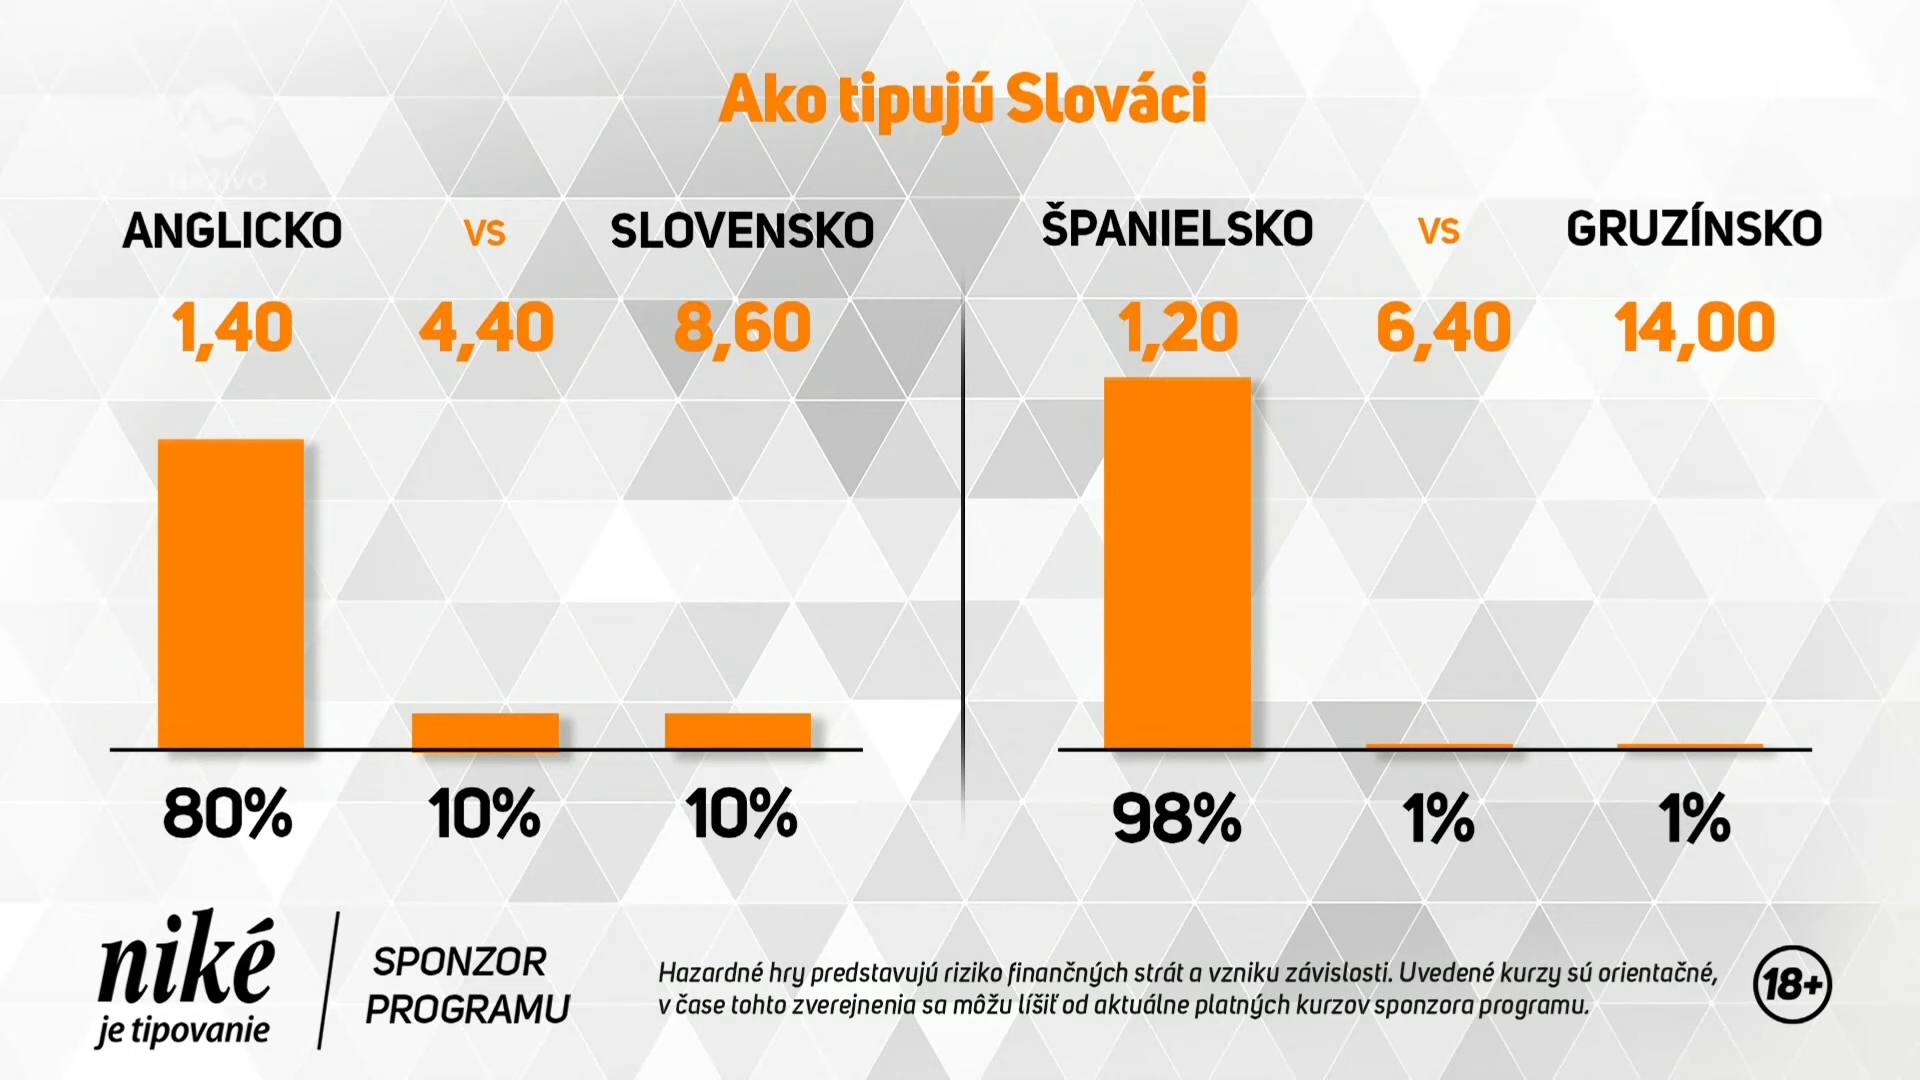 Ako tipujú Slováci
NAŽIVO
ANGLICKO VS SLOVENSKO
1,40 4,40 8,60
80% 10% 10%
ŠPANIELSKO VS GRUZÍNSKO
1,20 6,40 14,00
98% 1% 1%
niké
je tipovanie
SPONZOR
PROGRAMU
Hazardné hry predstavujú riziko finančných strát a vzniku závislosti. Uvedené kurzy sú orientačné,
v čase tohto zverejnenia sa môžu líšiť od aktuálne platných kurzov sponzora programu.
18+